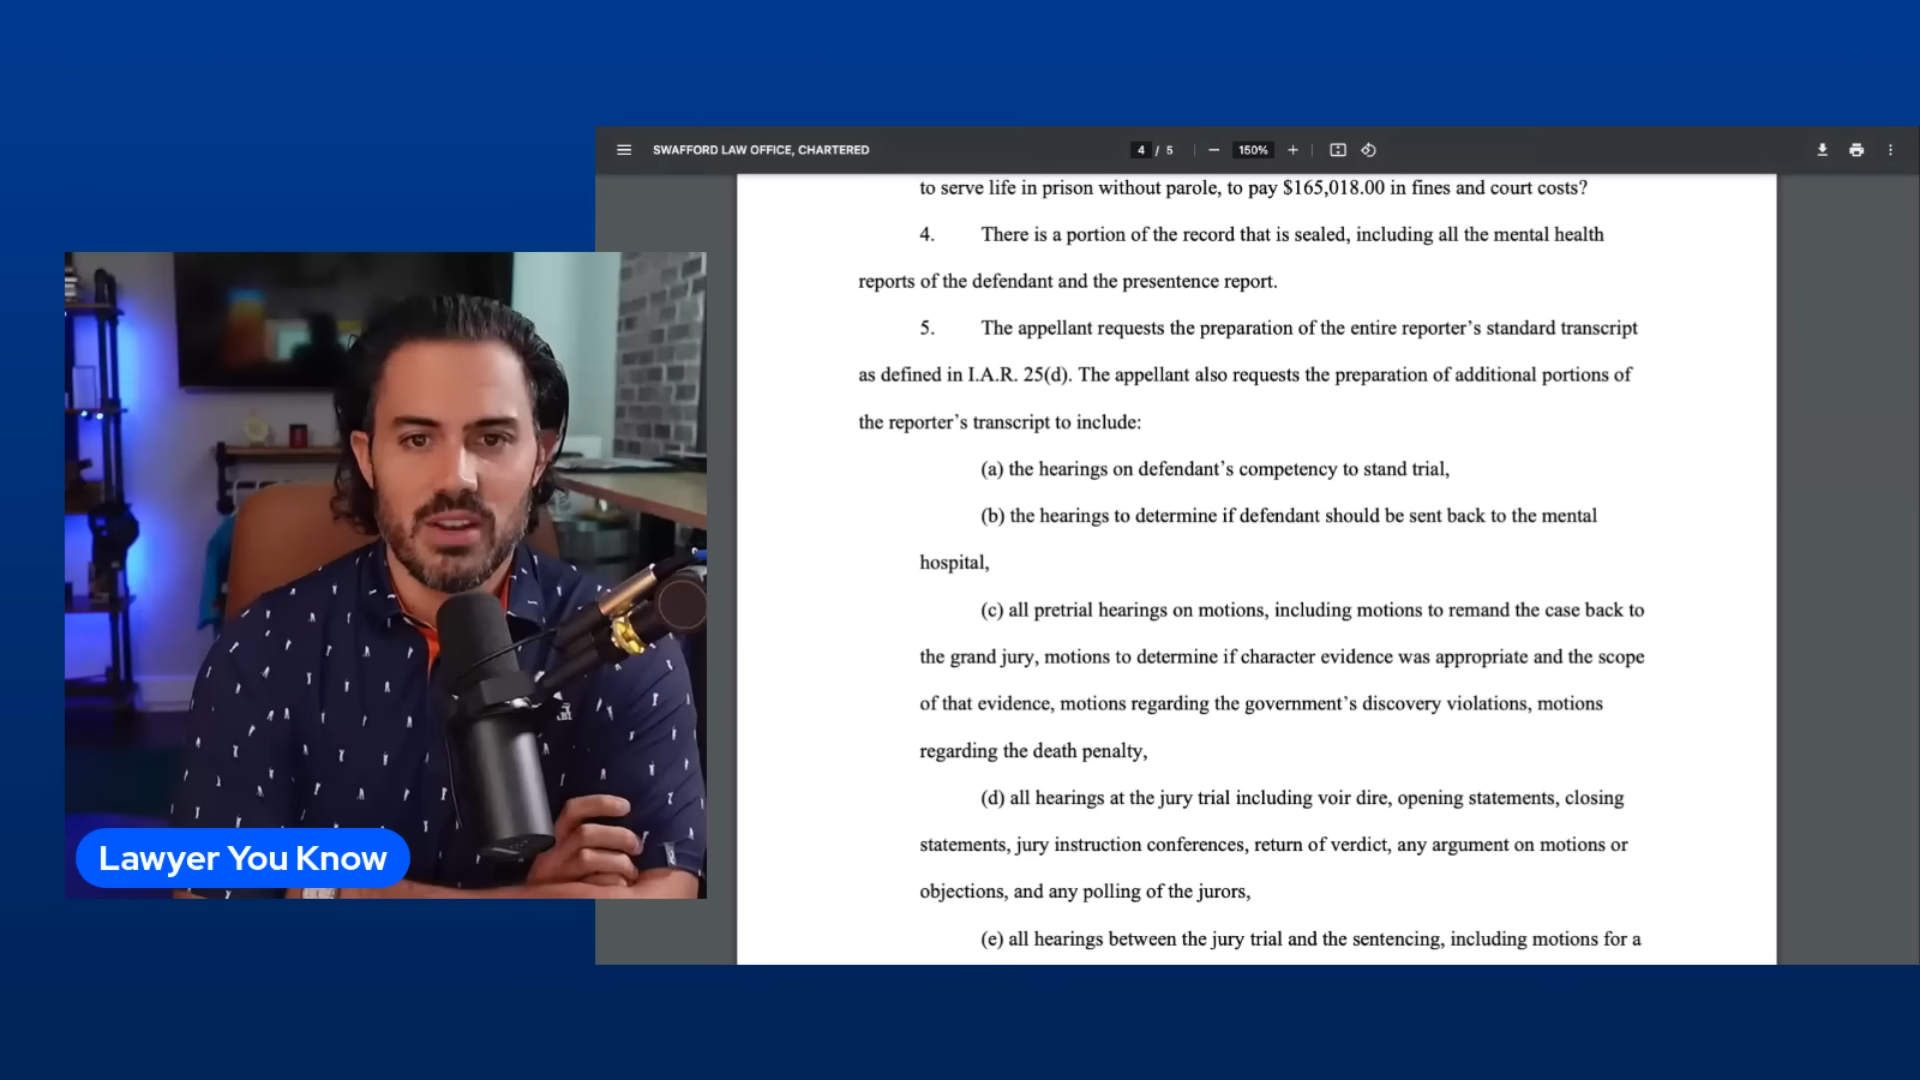 SWAFFORD LAW OFFICE, CHARTERED
4 / 5
150%
to serve life in prison without parole, to pay $165,018.00 in fines and court costs?
4. There is a portion of the record that is sealed, including all the mental health
reports of the defendant and the presentence report.
5. The appellant requests the preparation of the entire reporter’s standard transcript
as defined in I.A.R. 25(d). The appellant also requests the preparation of additional portions of
the reporter’s transcript to include:
(a) the hearings on defendant’s competency to stand trial,
(b) the hearings to determine if defendant should be sent back to the mental
hospital,
(c) all pretrial hearings on motions, including motions to remand the case back to
the grand jury, motions to determine if character evidence was appropriate and the scope
of that evidence, motions regarding the government’s discovery violations, motions
regarding the death penalty,
(d) all hearings at the jury trial including voir dire, opening statements, closing
statements, jury instruction conferences, return of verdict, any argument on motions or
objections, and any polling of the jurors,
(e) all hearings between the jury trial and the sentencing, including motions for a
Lawyer You Know